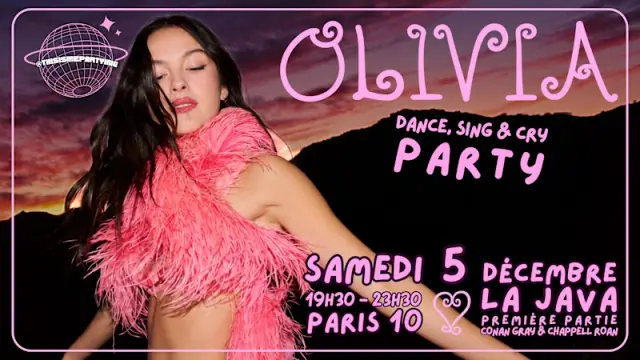 @THISISMEPARTYING
OLIVIA
DANCE, SING & CRY
PARTY
SAMEDI 5 DÉCEMBRE
19H30 - 23H30
PARIS 10
LA JAVA
PREMIÈRE PARTIE
CONAN GRAY & CHAPPELL ROAN